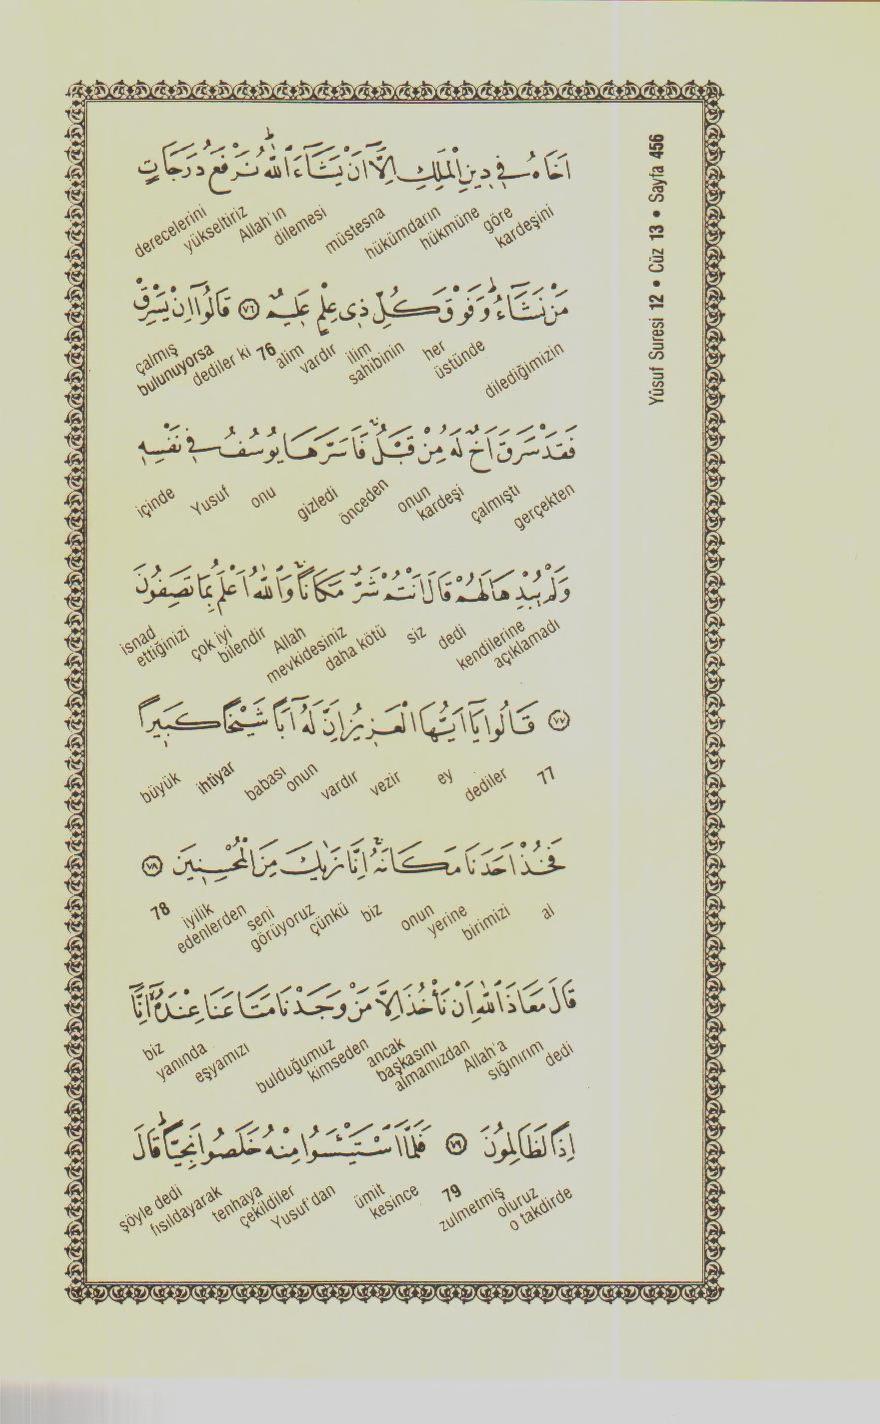 Yûsuf Suresi 12 • Cüz 13 • Sayfa 456
اَخَاهُ فٖي دٖينِ الْمَلِكِ اِلَّٓا اَنْ يَشَٓاءَ اللّٰهُؕ نَرْفَعُ دَرَجَاتٍ
kardeşini göre hükmüne hükümdarın müstesna dilemesi Allah'ın yükseltiriz derecelerini
مَنْ نَشَٓاءُؕ وَفَوْقَ كُلِّ ذٖي عِلْمٍ عَلٖيمٌ ﴿٧٦﴾ قَالُٓوا اِنْ يَسْرِقْ
dilediğimizin üstünde her sahibinin ilim vardır alim 76 dediler ki bulunuyorsa çalmış
فَقَدْ سَرَقَ اَخٌ لَهُ مِنْ قَبْلُۚ فَاَسَرَّهَا يُوسُفُ فٖي نَفْسِهٖ
gerçekten çalmıştı kardeşi onun önceden gizledi onu Yusuf içinde
وَلَمْ يُبْدِهَا لَهُمْۚ قَالَ اَنْتُمْ شَرٌّ مَكَانًاۚ وَاللّٰهُ اَعْلَمُ بِمَا تَصِفُونَ
açıklamadı kendilerine dedi siz daha kötü mevkidesiniz Allah bilendir çok iyi ettiğinizi isnad
﴿٧٧﴾ قَالُوا يَٓا اَيُّهَا الْعَزٖيزُ اِنَّ لَهُٓ اَبًا شَيْخًا كَبٖيرًا
77 dediler ey vezir vardır onun babası ihtiyar büyük
فَخُذْ اَحَدَنَا مَكَانَهُۚ اِنَّا نَرٰيكَ مِنَ الْمُحْسِنٖينَ ﴿٧٨﴾
al birimizi yerine onun biz çünkü görüyoruz seni edenlerden iyilik 78
قَالَ مَعَاذَ اللّٰهِ اَنْ نَأْخُذَ اِلَّا مَنْ وَجَدْنَا مَتَاعَنَا عِنْدَهُٓۙ اِنَّٓا
dedi sığınırım Allah'a almamızdan başkasını ancak kimseden bulduğumuz eşyamızı yanında biz
اِذًا لَظَالِمُونَ ﴿٧٩﴾ فَلَمَّا اسْتَيْـَٔسُوا مِنْهُ خَلَصُوا نَجِيًّاؕ قَالَ
o takdirde oluruz zulmetmiş 79 kesince ümit Yusuf'dan çekildiler tenhaya fısıldayarak şöyle dedi